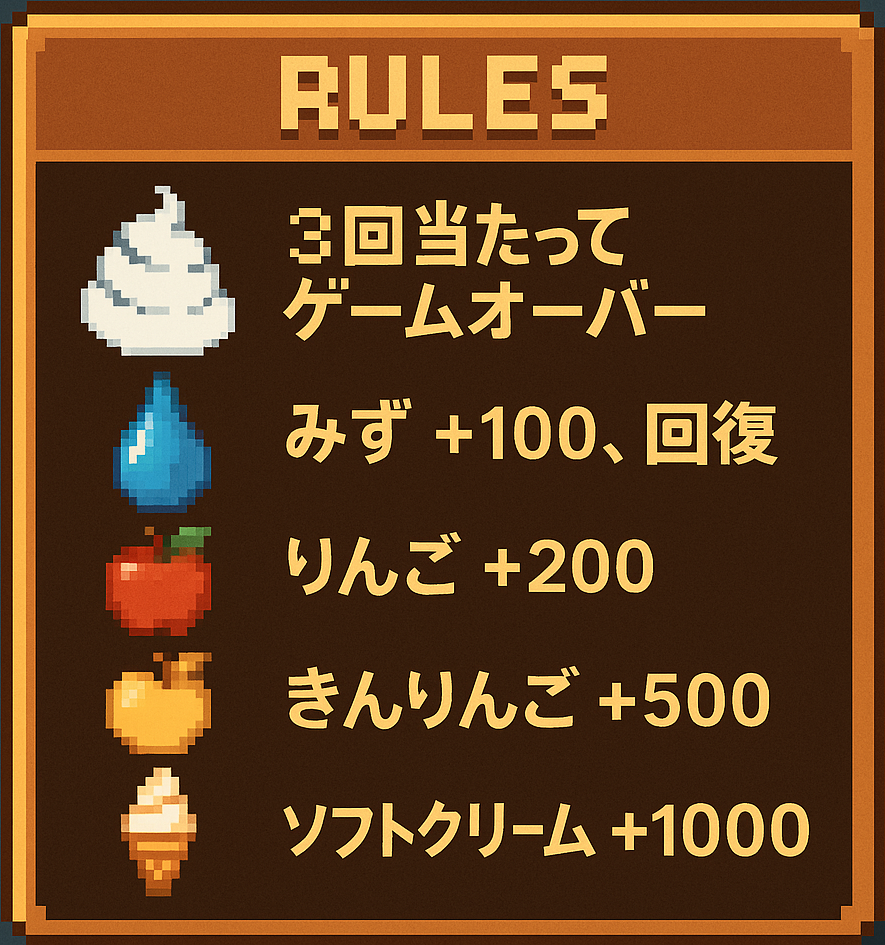 RULES
3回当たって
ゲームオーバー
みず +100、回復
りんご +200
きんりんご +500
ソフトクリーム +1000